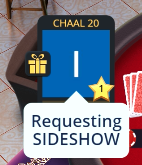 CHAAL 20
I
1
Requesting
SIDESHOW